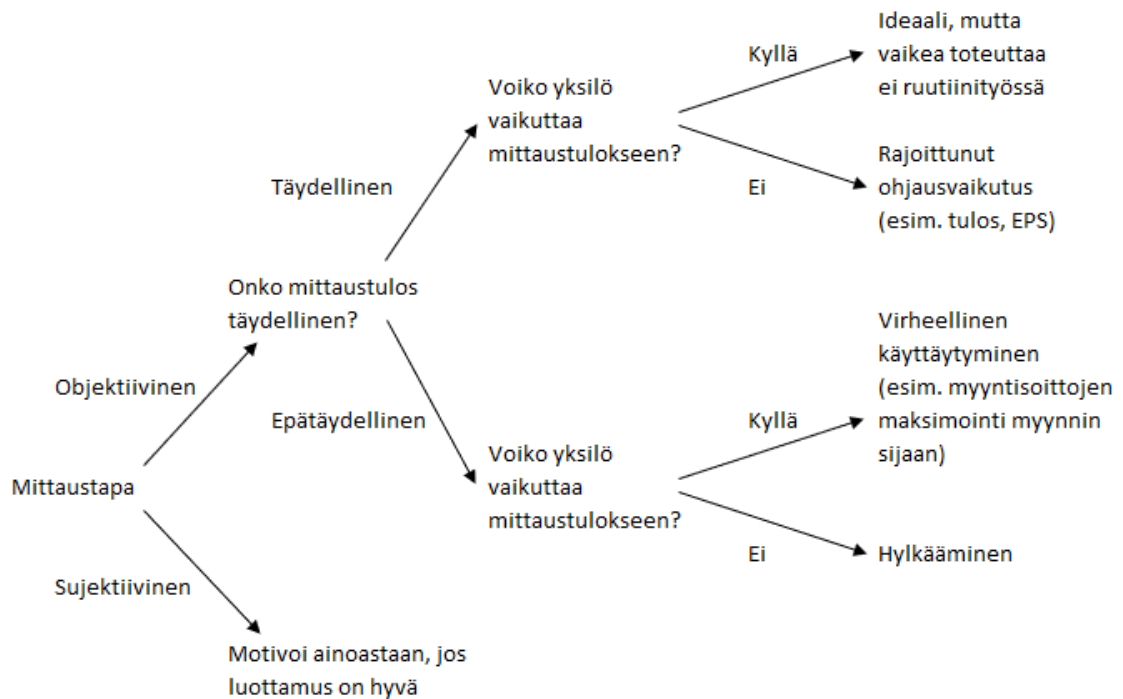 Ideaali, mutta
vaikea toteuttaa
ei ruutiinityössä
Kyllä
Voiko yksilö
vaikuttaa
mittaustulokseen?
Rajoittunut
ohjausvaikutus
(esim. tulos, EPS)
Ei
Täydellinen
Onko mittaustulos
täydellinen?
Objektiivinen
Epätäydellinen
Virheellinen
käyttäytyminen
(esim. myyntisoittojen
maksimointi myynnin
sijaan)
Kyllä
Voiko yksilö
vaikuttaa
mittaustulokseen?
Mittaustapa
Ei
Hylkääminen
Sujektiivinen
Motivoi ainoastaan, jos
luottamus on hyvä